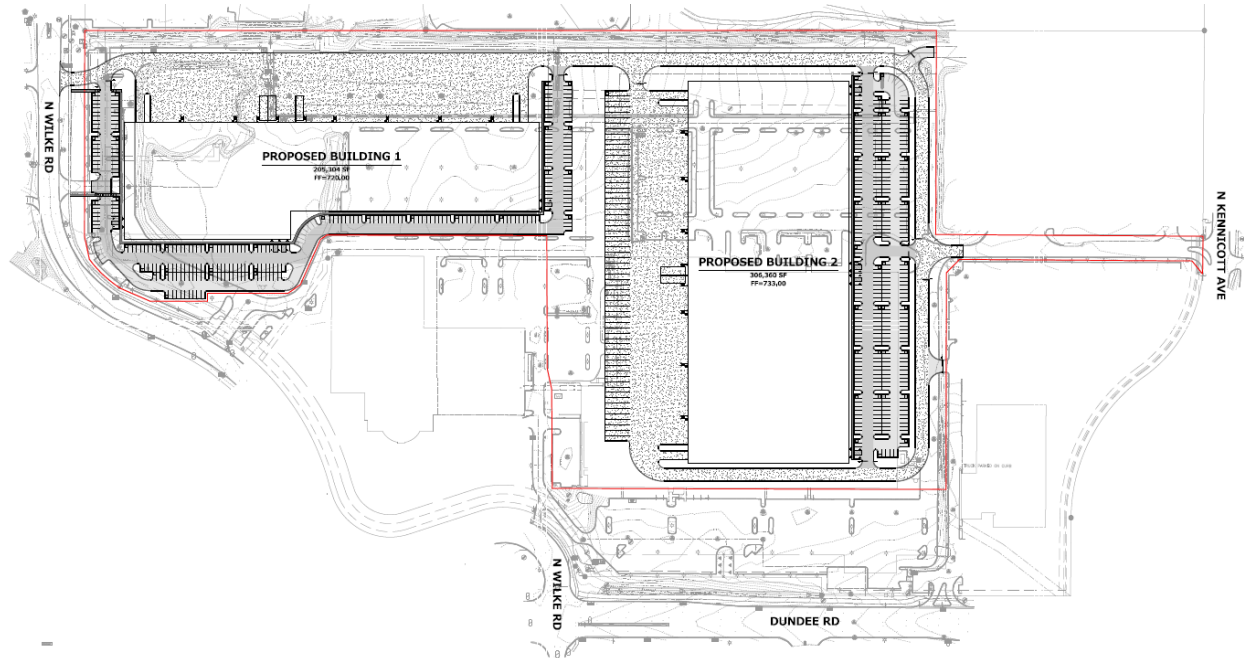 N WILKE RD
PROPOSED BUILDING 1
205,304 SF
FF=720.00
N KENNICOTT AVE
PROPOSED BUILDING 2
306,360 SF
FF=733.00
N WILKE RD
DUNDEE RD